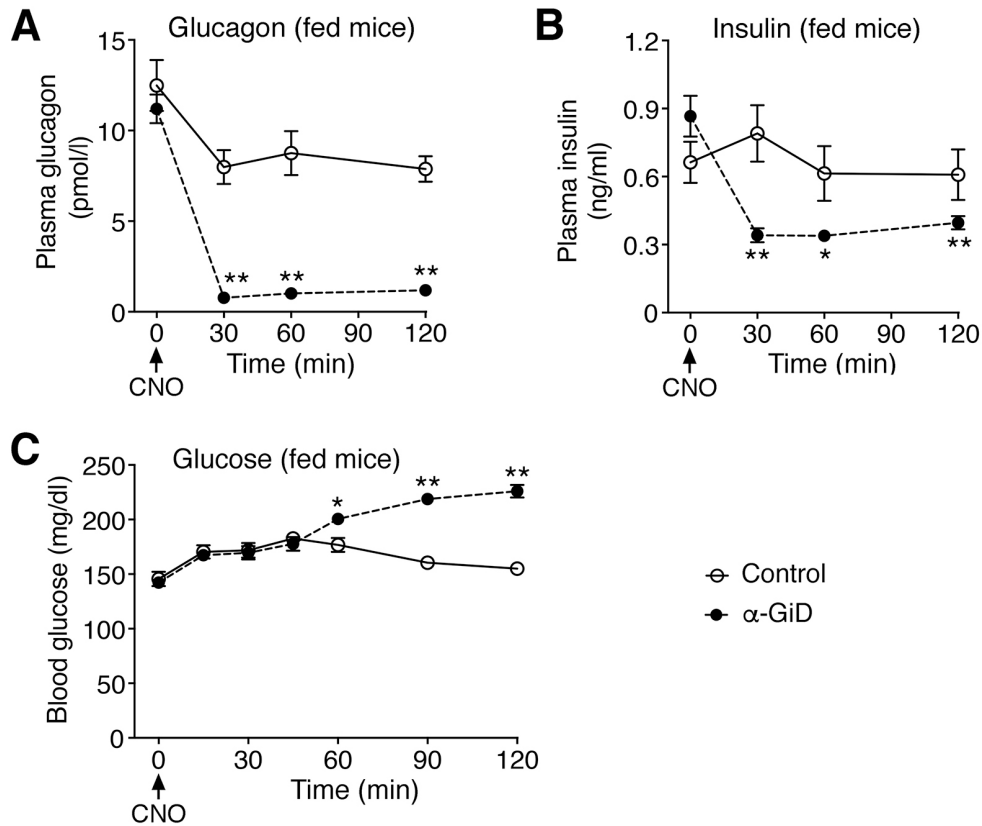 A
Glucagon (fed mice)
Plasma glucagon
(pmol/l)
15
10
5
0
** ** **
0 30 60 90 120
Time (min)
CNO
B
Insulin (fed mice)
Plasma insulin
(ng/ml)
1.2
0.9
0.6
0.3
0
** * **
0 30 60 90 120
Time (min)
CNO
C
Glucose (fed mice)
Blood glucose (mg/dl)
250
200
150
100
50
0
* ** **
0 30 60 90 120
Time (min)
CNO
Control
α-GiD